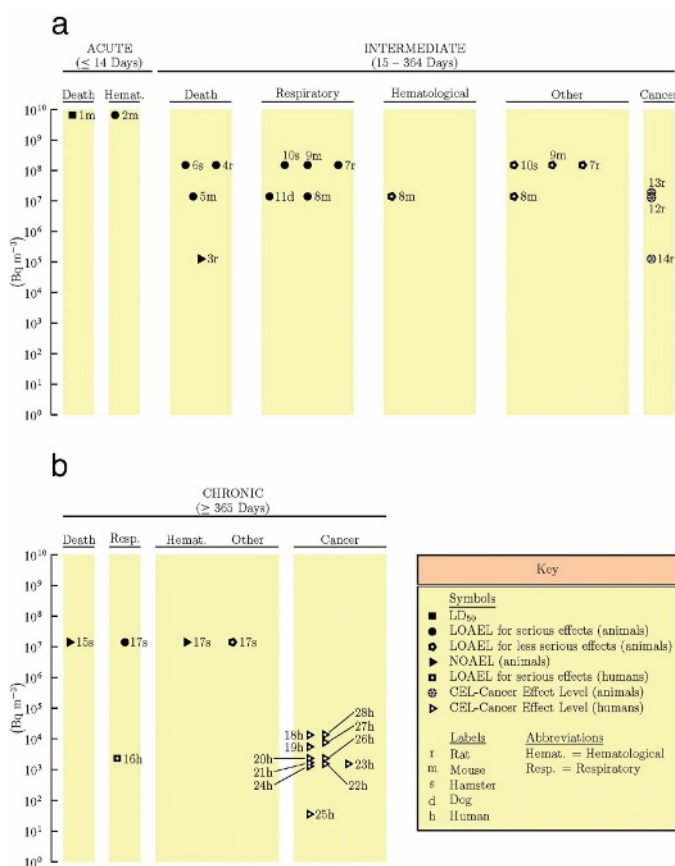 a
ACUTE INTERMEDIATE
(≤ 14 Days) (15 – 364 Days)
Death Hemat. Death Respiratory Hematological Other Cancer
10¹⁰
1m 2m
10⁹
10s 9m 9m
10⁸
6s 4r 7r 10s 7r
13r
10⁷
5m 11d 8m 8m 8m
12r
10⁶
10⁵
3r 14r
10⁴
10³
10²
10¹
10⁰
(Bq m⁻³)
b
CHRONIC
(≥ 365 Days)
Death Resp. Hemat. Other Cancer
10¹⁰
10⁹
10⁸
10⁷
15s 17s 17s 17s
10⁶
10⁵
28h
10⁴
18h 27h
19h 26h
20h
10³
16h 21h 23h
24h 22h
10²
25h
10¹
10⁰
(Bq m⁻³)
Key
Symbols
LD₅₀
LOAEL for serious effects (animals)
LOAEL for less serious effects (animals)
NOAEL (animals)
LOAEL for serious effects (humans)
CEL-Cancer Effect Level (animals)
CEL-Cancer Effect Level (humans)
Labels Abbreviations
r Rat Hemat. = Hematological
m Mouse Resp. = Respiratory
s Hamster
d Dog
h Human